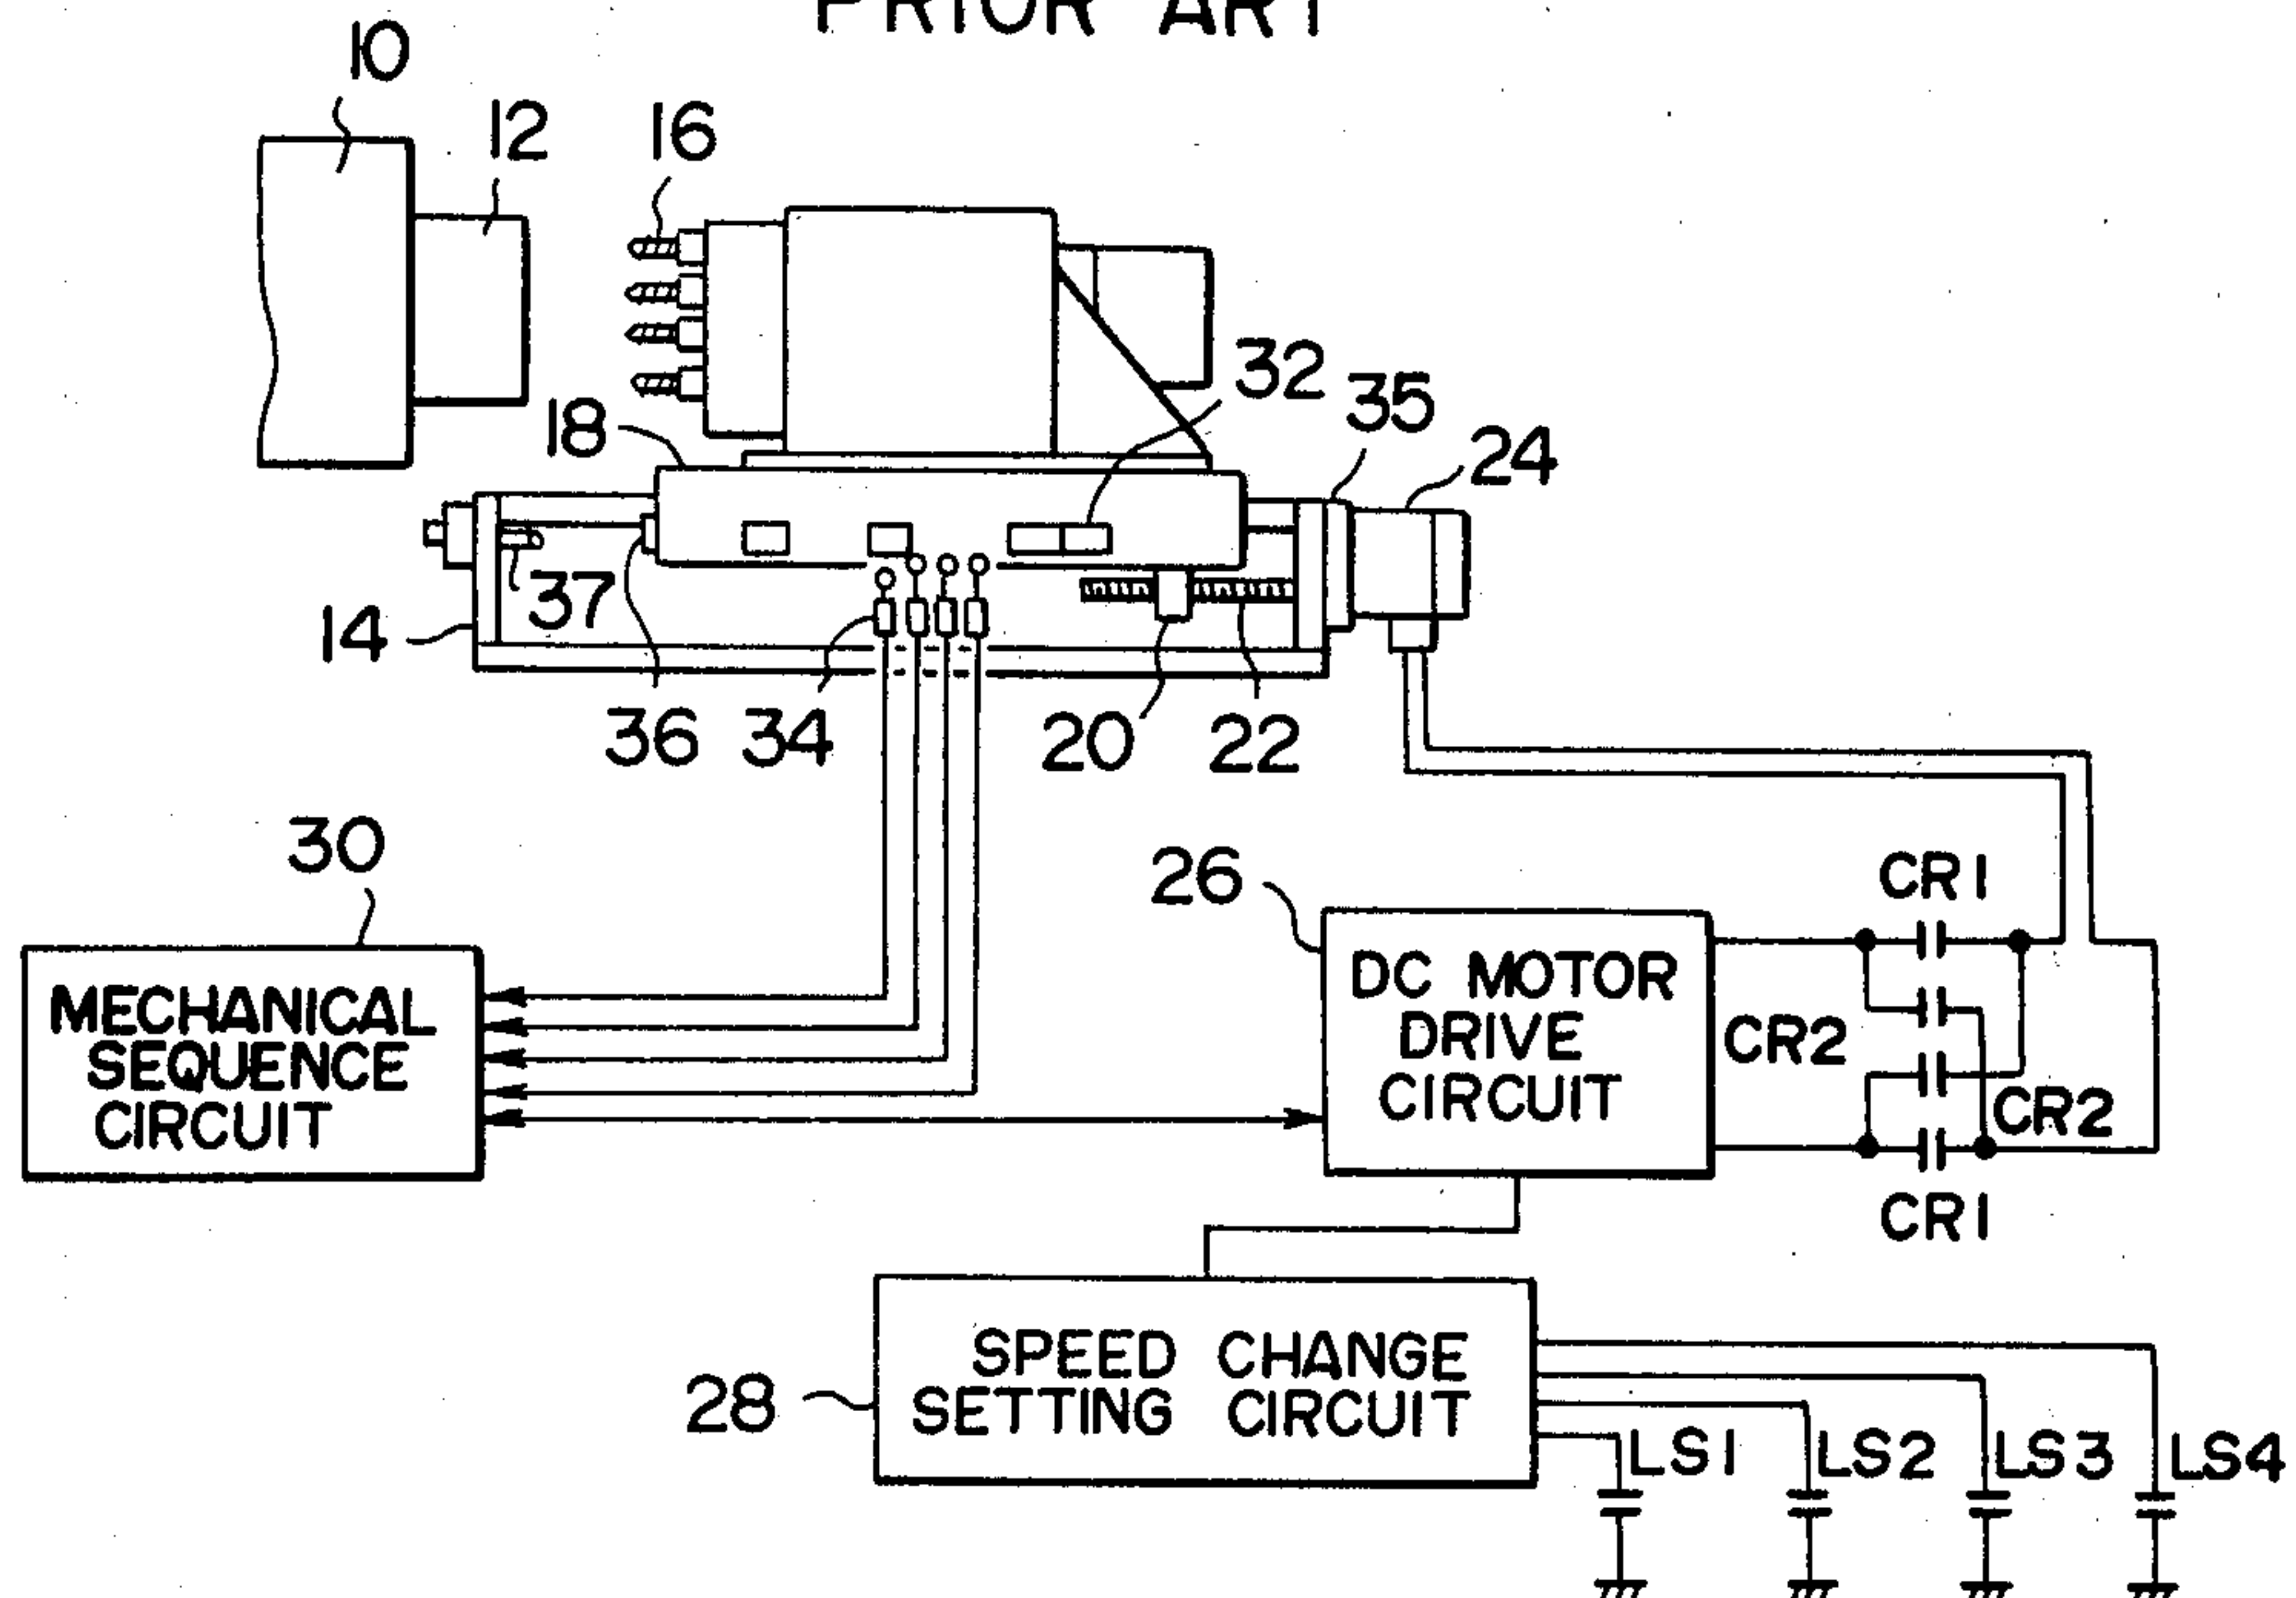 PRIOR ART
10
12
16
32
35
18
24
37
14
36
34
20
22
30
26
CR1
MECHANICAL
SEQUENCE
CIRCUIT
DC MOTOR
DRIVE
CIRCUIT
CR2
CR2
CR1
28
SPEED CHANGE
SETTING CIRCUIT
LS1
LS2
LS3
LS4